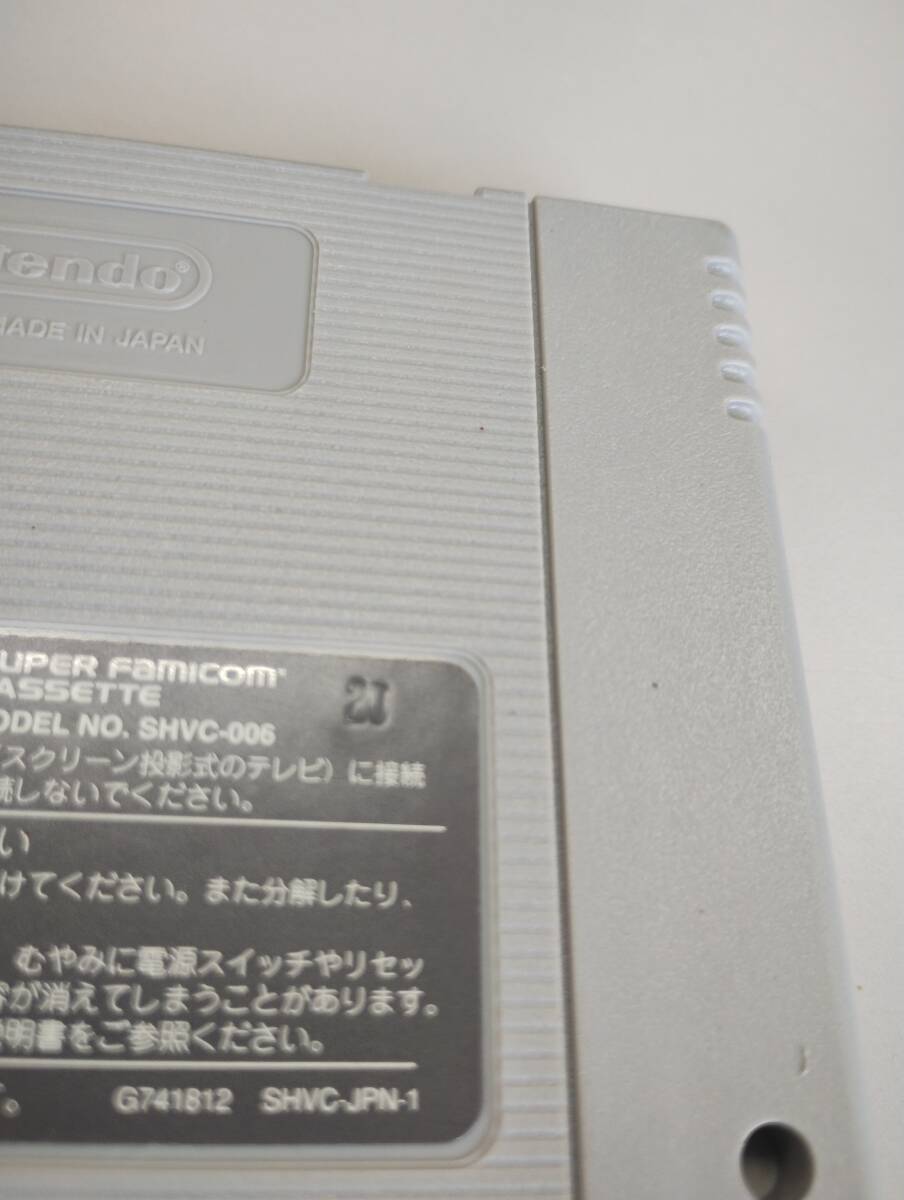 tendo®
MADE IN JAPAN
SUPER FAMICOM
CASSETTE
MODEL NO. SHVC-006
スクリーン投影式のテレビ）に接続
続しないでください。
い
けてください。また分解したり、
むやみに電源スイッチやリセッ
が消えてしまうことがあります。
明書をご参照ください。
。 G741812 SHVC-JPN-1